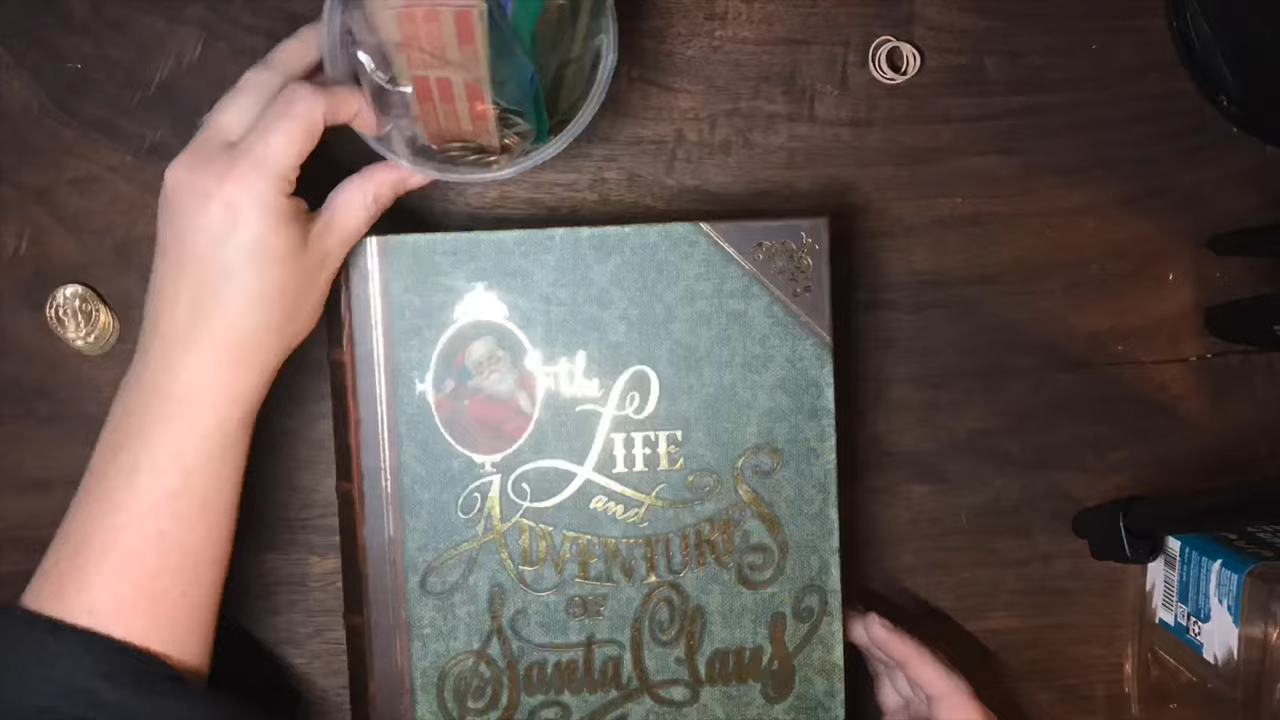 the
LIFE
and
ADVENTURES
OF
Santa Claus